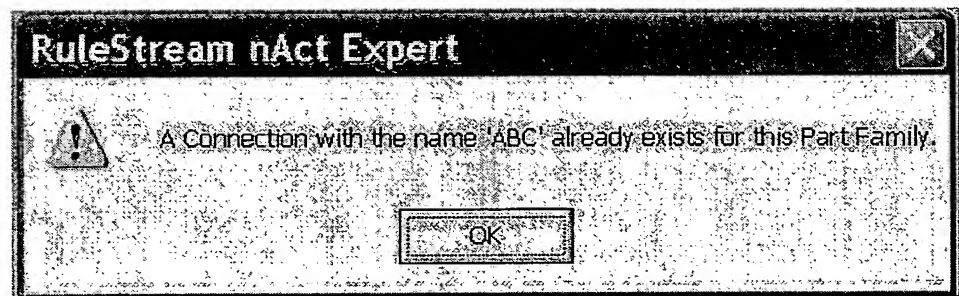 RuleStream nAct Expert
A Connection with the name 'ABC' already exists for this Part Family.
OK